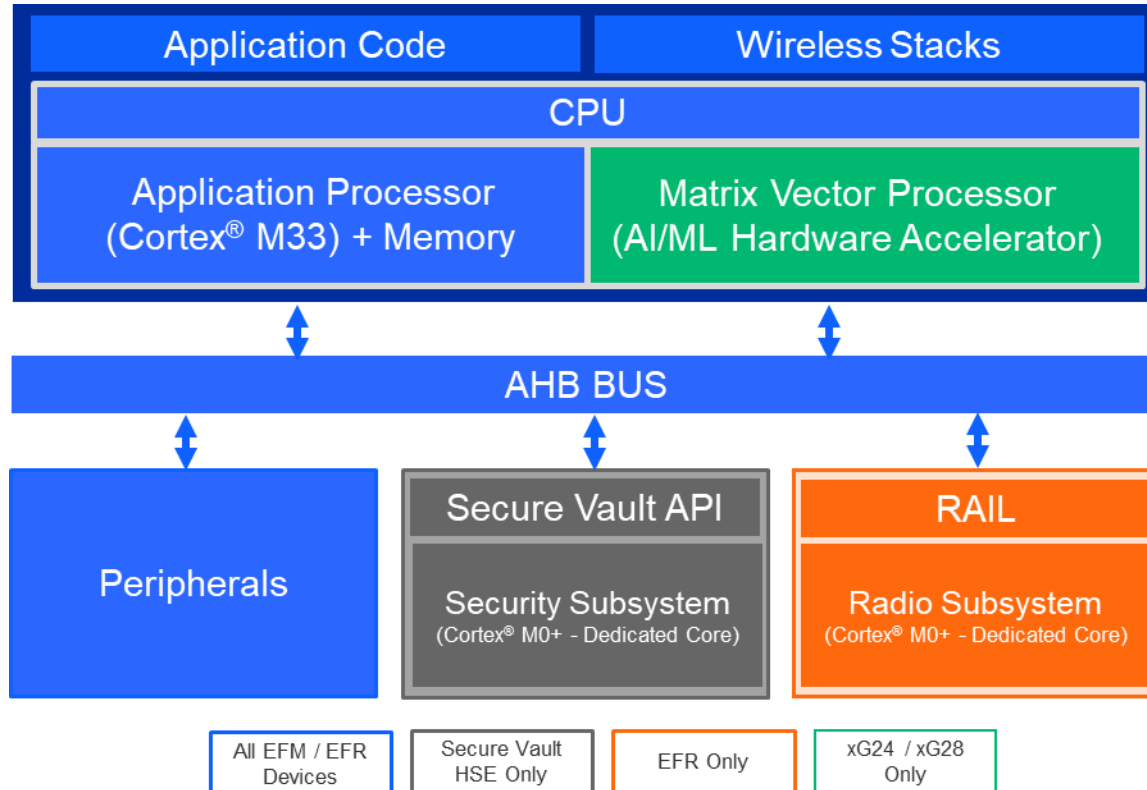 Application Code
Wireless Stacks
CPU
Application Processor
(Cortex® M33) + Memory
Matrix Vector Processor
(AI/ML Hardware Accelerator)
AHB BUS
Peripherals
Secure Vault API
Security Subsystem
(Cortex® M0+ - Dedicated Core)
RAIL
Radio Subsystem
(Cortex® M0+ - Dedicated Core)
All EFM / EFR
Devices
Secure Vault
HSE Only
EFR Only
xG24 / xG28
Only